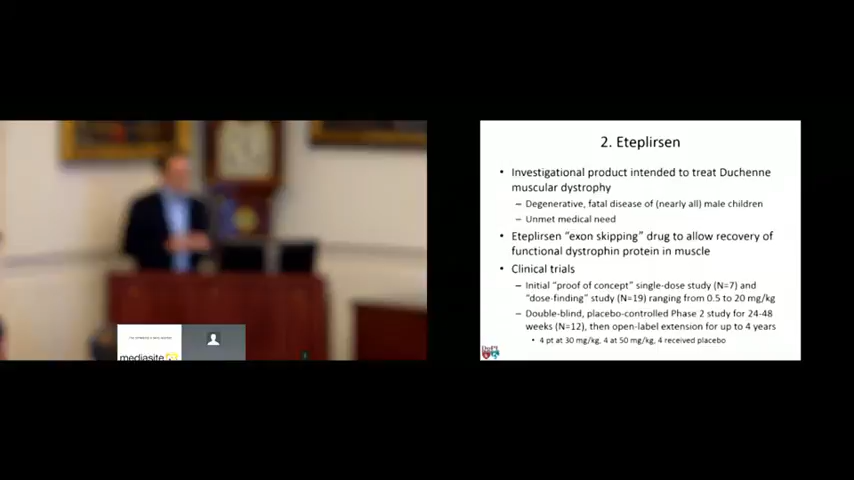 2. Eteplirsen
• Investigational product intended to treat Duchenne
muscular dystrophy
– Degenerative, fatal disease of (nearly all) male children
– Unmet medical need
• Eteplirsen “exon skipping” drug to allow recovery of
functional dystrophin protein in muscle
• Clinical trials
– Initial “proof of concept” single-dose study (N=7) and
“dose-finding” study (N=19) ranging from 0.5 to 20 mg/kg
– Double-blind, placebo-controlled Phase 2 study for 24-48
weeks (N=12), then open-label extension for up to 4 years
• 4 pt at 30 mg/kg, 4 at 50 mg/kg, 4 received placebo
mediasite